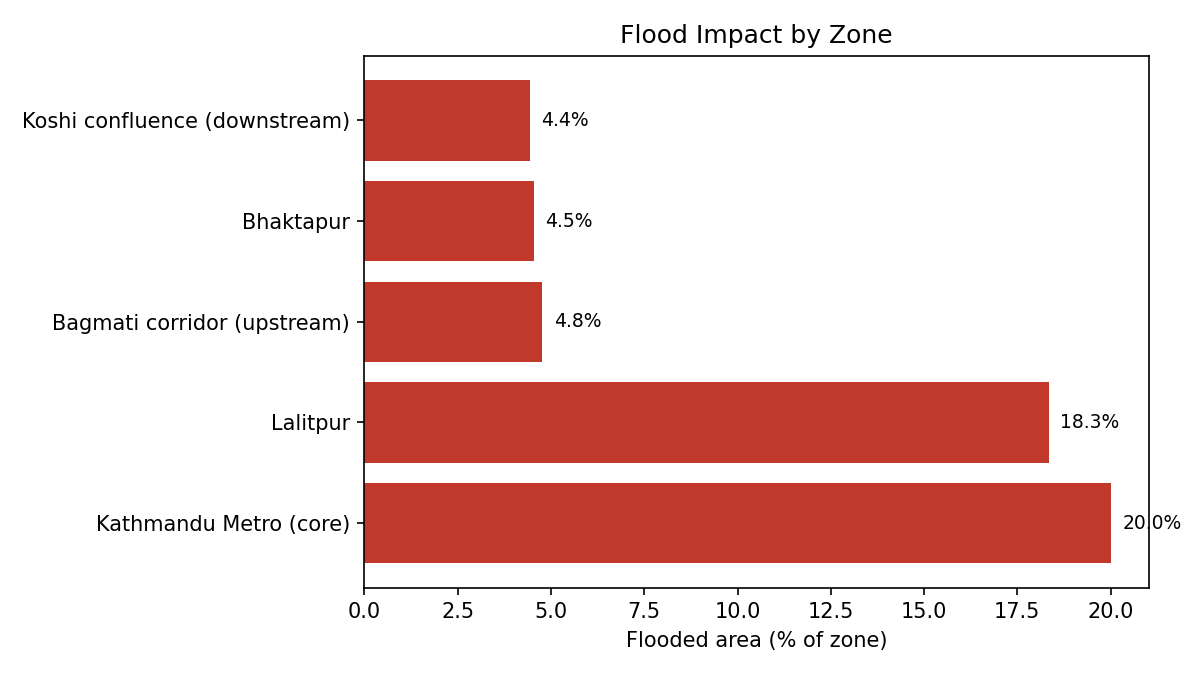 Flood Impact by Zone
Koshi confluence (downstream)
4.4%
Bhaktapur
4.5%
Bagmati corridor (upstream)
4.8%
Lalitpur
18.3%
Kathmandu Metro (core)
20.0%
0.0 2.5 5.0 7.5 10.0 12.5 15.0 17.5 20.0
Flooded area (% of zone)